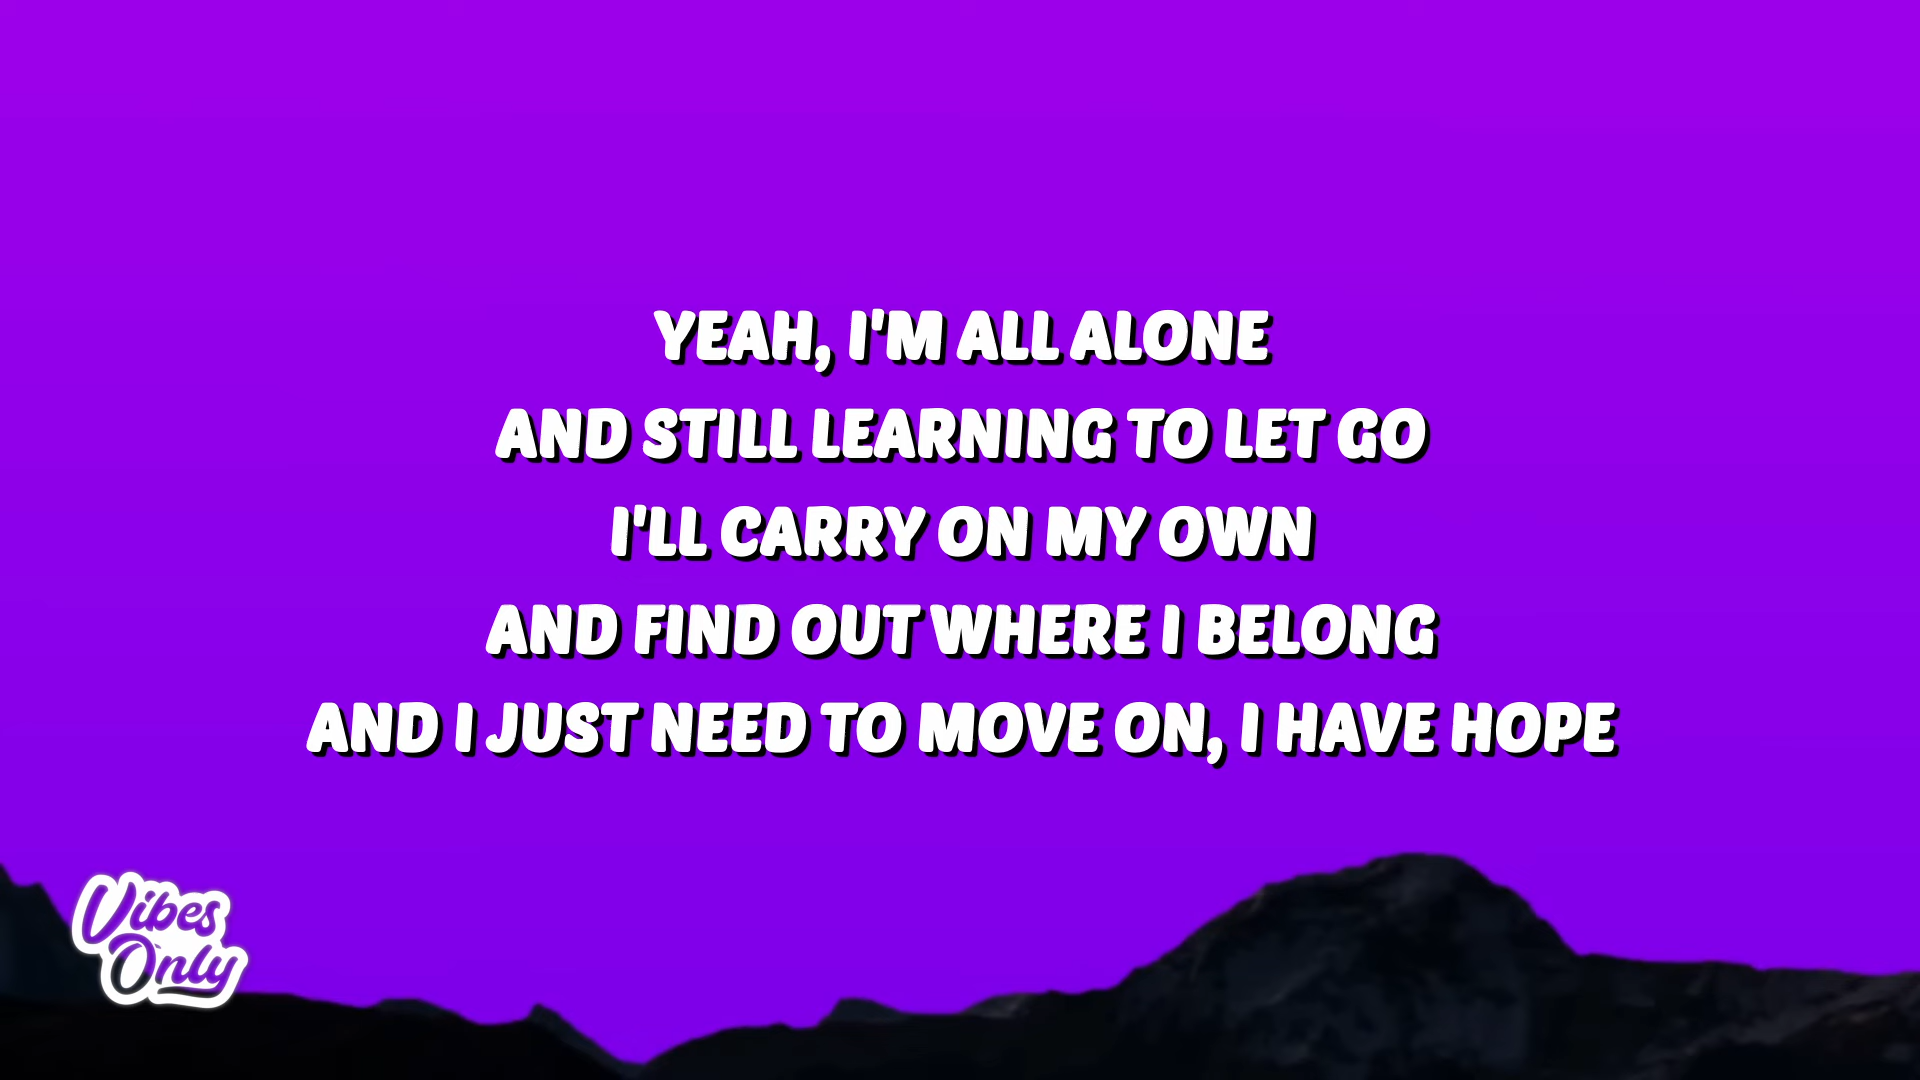 YEAH, I'M ALL ALONE
AND STILL LEARNING TO LET GO
I'LL CARRY ON MY OWN
AND FIND OUT WHERE I BELONG
AND I JUST NEED TO MOVE ON, I HAVE HOPE
Vibes
Only